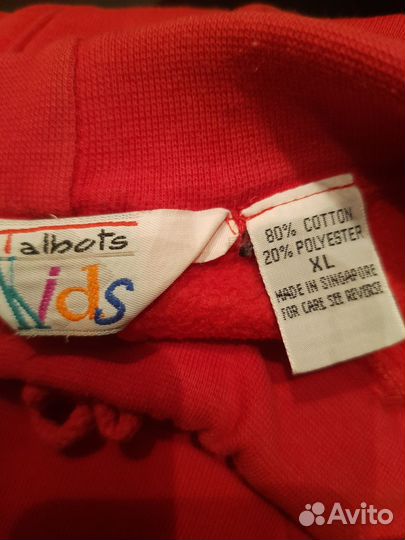 Talbots
Kids
80% COTTON
20% POLYESTER
XL
MADE IN SINGAPORE
FOR CARE SEE REVERSE
Avito